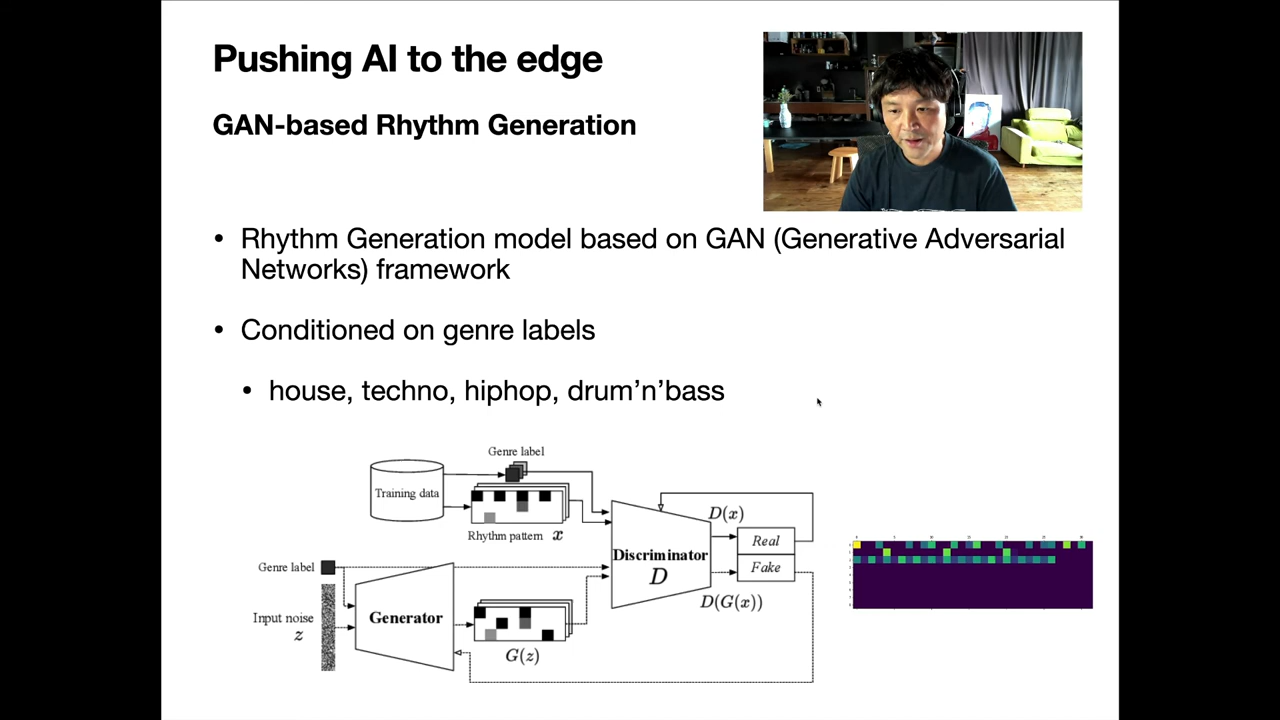 Pushing AI to the edge
GAN-based Rhythm Generation
• Rhythm Generation model based on GAN (Generative Adversarial
Networks) framework
• Conditioned on genre labels
• house, techno, hiphop, drum’n’bass
Genre label
Training data
Rhythm pattern x
D(x)
Real
Discriminator
D
Fake
D(G(x))
Genre label
Generator
Input noise
z
G(z)